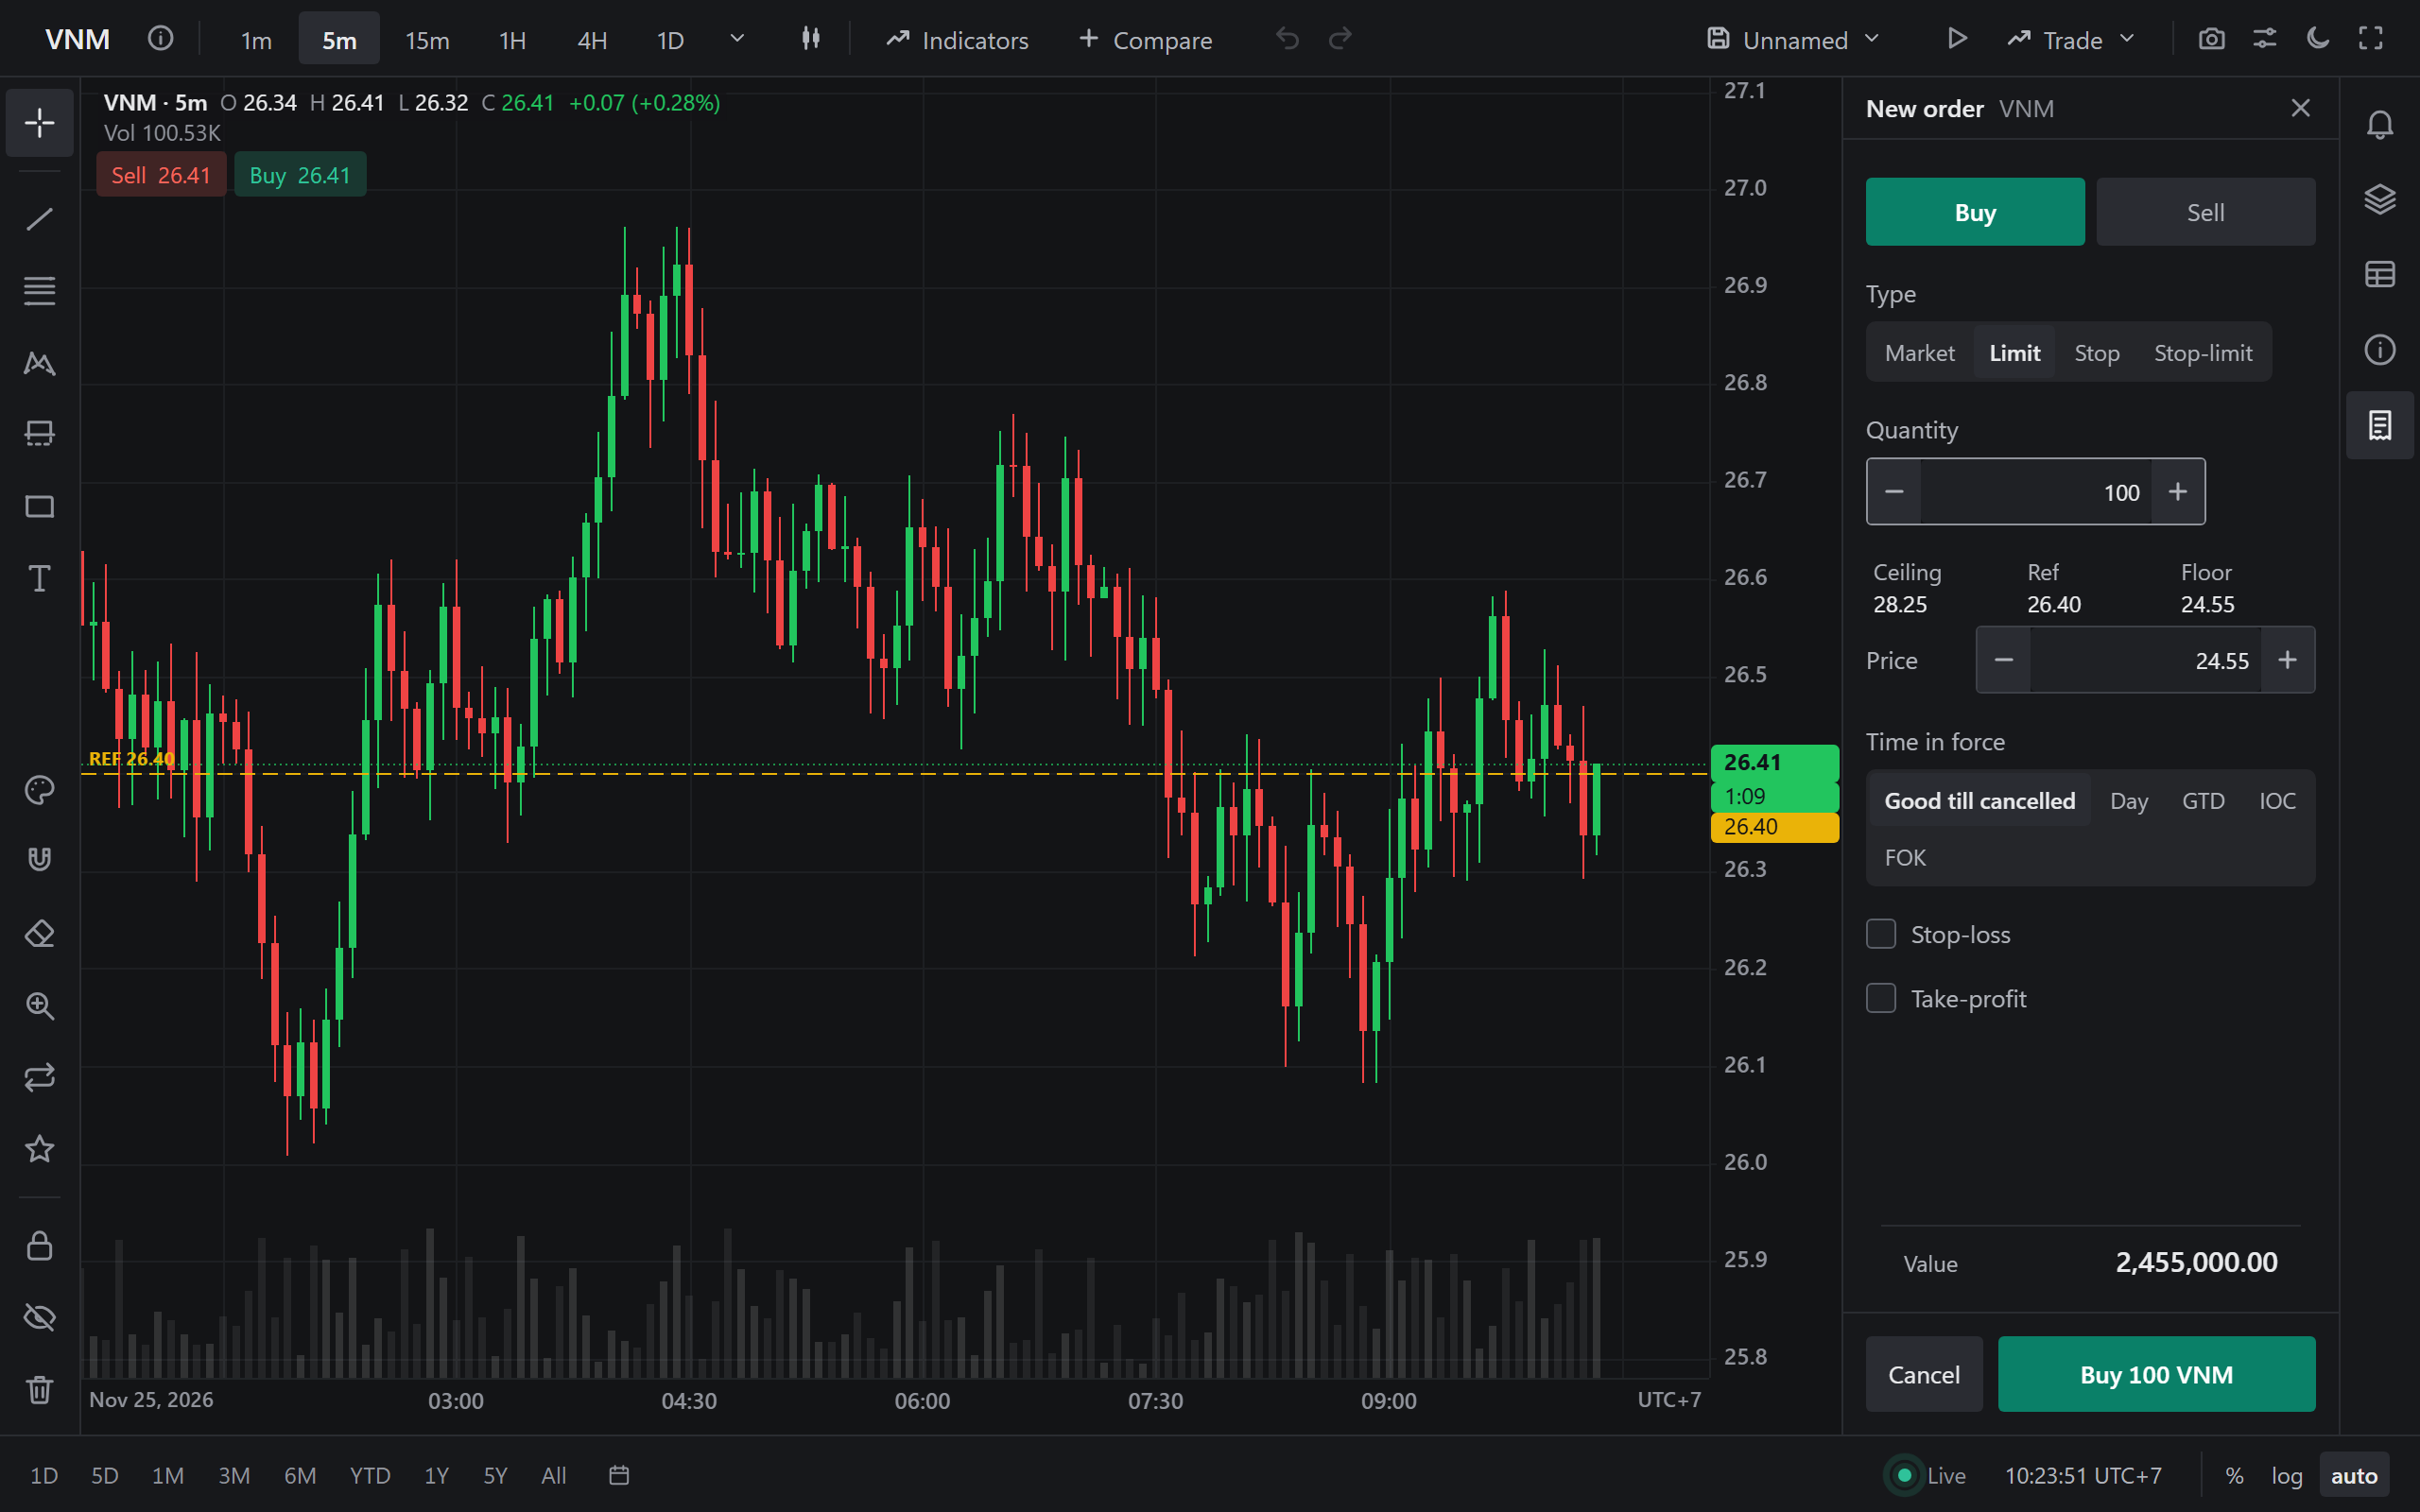 VNM 1m 5m 15m 1H 4H 1D Indicators Compare Unnamed Trade
VNM · 5m O 26.34 H 26.41 L 26.32 C 26.41 +0.07 (+0.28%)
Vol 100.53K
Sell 26.41 Buy 26.41
REF 26.40
27.1
27.0
26.9
26.8
26.7
26.6
26.5
26.41
1:09
26.40
26.3
26.2
26.1
26.0
25.9
25.8
Nov 25, 2026 03:00 04:30 06:00 07:30 09:00 UTC+7
New order VNM
Buy Sell
Type
Market Limit Stop Stop-limit
Quantity
100
Ceiling Ref Floor
28.25 26.40 24.55
Price 24.55
Time in force
Good till cancelled Day GTD IOC
FOK
Stop-loss
Take-profit
Value 2,455,000.00
Cancel Buy 100 VNM
1D 5D 1M 3M 6M YTD 1Y 5Y All Live 10:23:51 UTC+7 % log auto